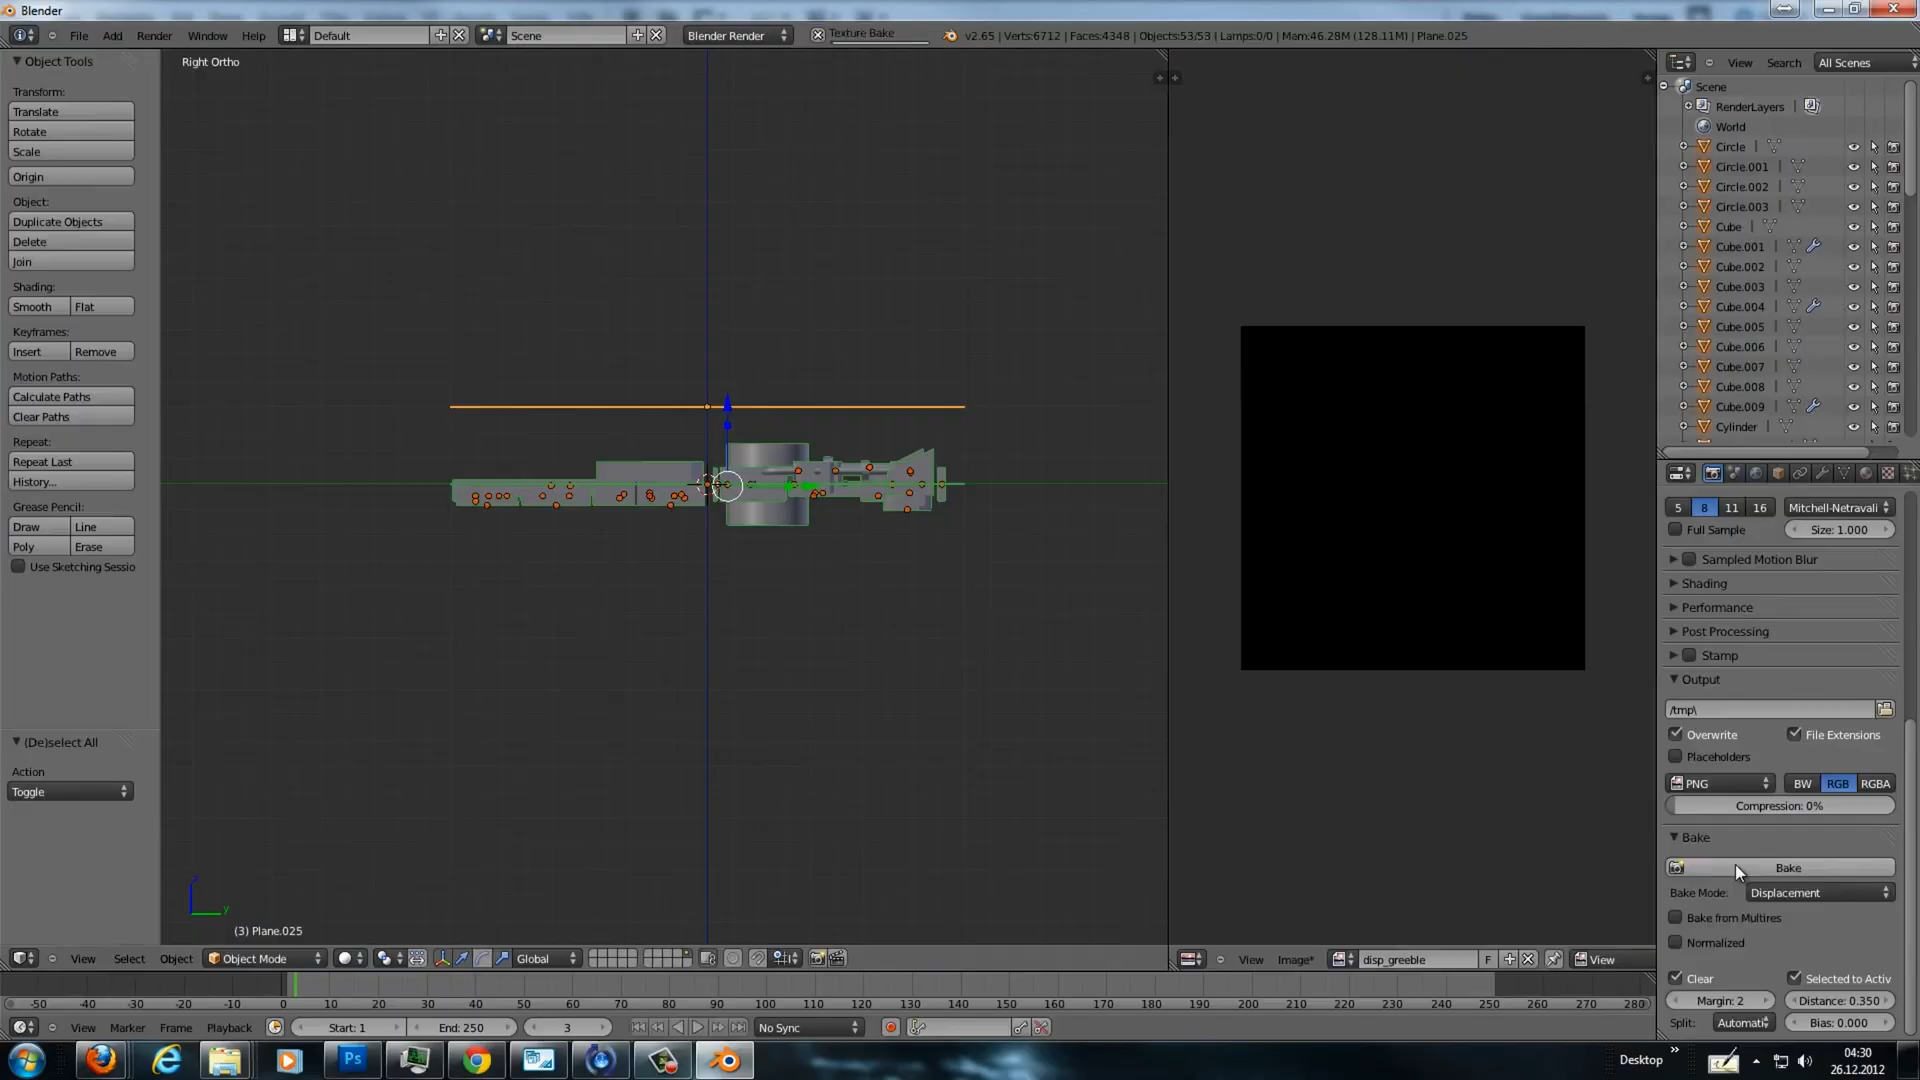 Blender
File Add Render Window Help Default Scene Blender Render Texture Bake v2.65 | Verts:6712 | Faces:4348 | Objects:53/53 | Lamps:0/0 | Mem:46.28M (128.11M) | Plane.025
Object Tools
Transform:
Translate
Rotate
Scale
Origin
Object:
Duplicate Objects
Delete
Join
Shading:
Smooth Flat
Keyframes:
Insert Remove
Motion Paths:
Calculate Paths
Clear Paths
Repeat:
Repeat Last
History...
Grease Pencil:
Draw Line
Poly Erase
Use Sketching Sessio
(De)select All
Action
Toggle
Right Ortho
z
y
(3) Plane.025
View Select Object Object Mode Global
View Image* disp_greeble F View
View Search All Scenes
Scene
RenderLayers |
World
Circle |
Circle.001 |
Circle.002 |
Circle.003 |
Cube |
Cube.001 |
Cube.002 |
Cube.003 |
Cube.004 |
Cube.005 |
Cube.006 |
Cube.007 |
Cube.008 |
Cube.009 |
Cylinder |
5 8 11 16 Mitchell-Netravali
Full Sample Size: 1.000
Sampled Motion Blur
Shading
Performance
Post Processing
Stamp
Output
/tmp\
Overwrite File Extensions
Placeholders
PNG BW RGB RGBA
Compression: 0%
Bake
Bake
Bake Mode: Displacement
Bake from Multires
Normalized
Clear Selected to Activ
Margin: 2 Distance: 0.350
Split: Automati Bias: 0.000
-50 -40 -30 -20 -10 0 10 20 30 40 50 60 70 80 90 100 110 120 130 140 150 160 170 180 190 200 210 220 230 240 250 260 270 280
View Marker Frame Playback Start: 1 End: 250 3 No Sync
Ps Desktop » 04:30
26.12.2012